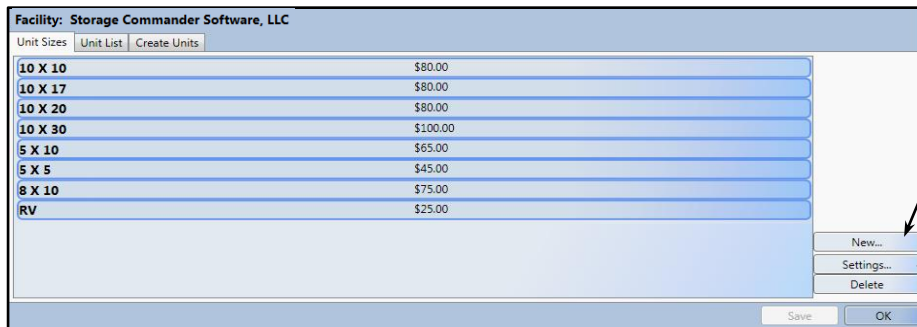 Facility: Storage Commander Software, LLC
Unit Sizes Unit List Create Units
10 X 10 $80.00
10 X 17 $80.00
10 X 20 $80.00
10 X 30 $100.00
5 X 10 $65.00
5 X 5 $45.00
8 X 10 $75.00
RV $25.00
New...
Settings...
Delete
Save OK